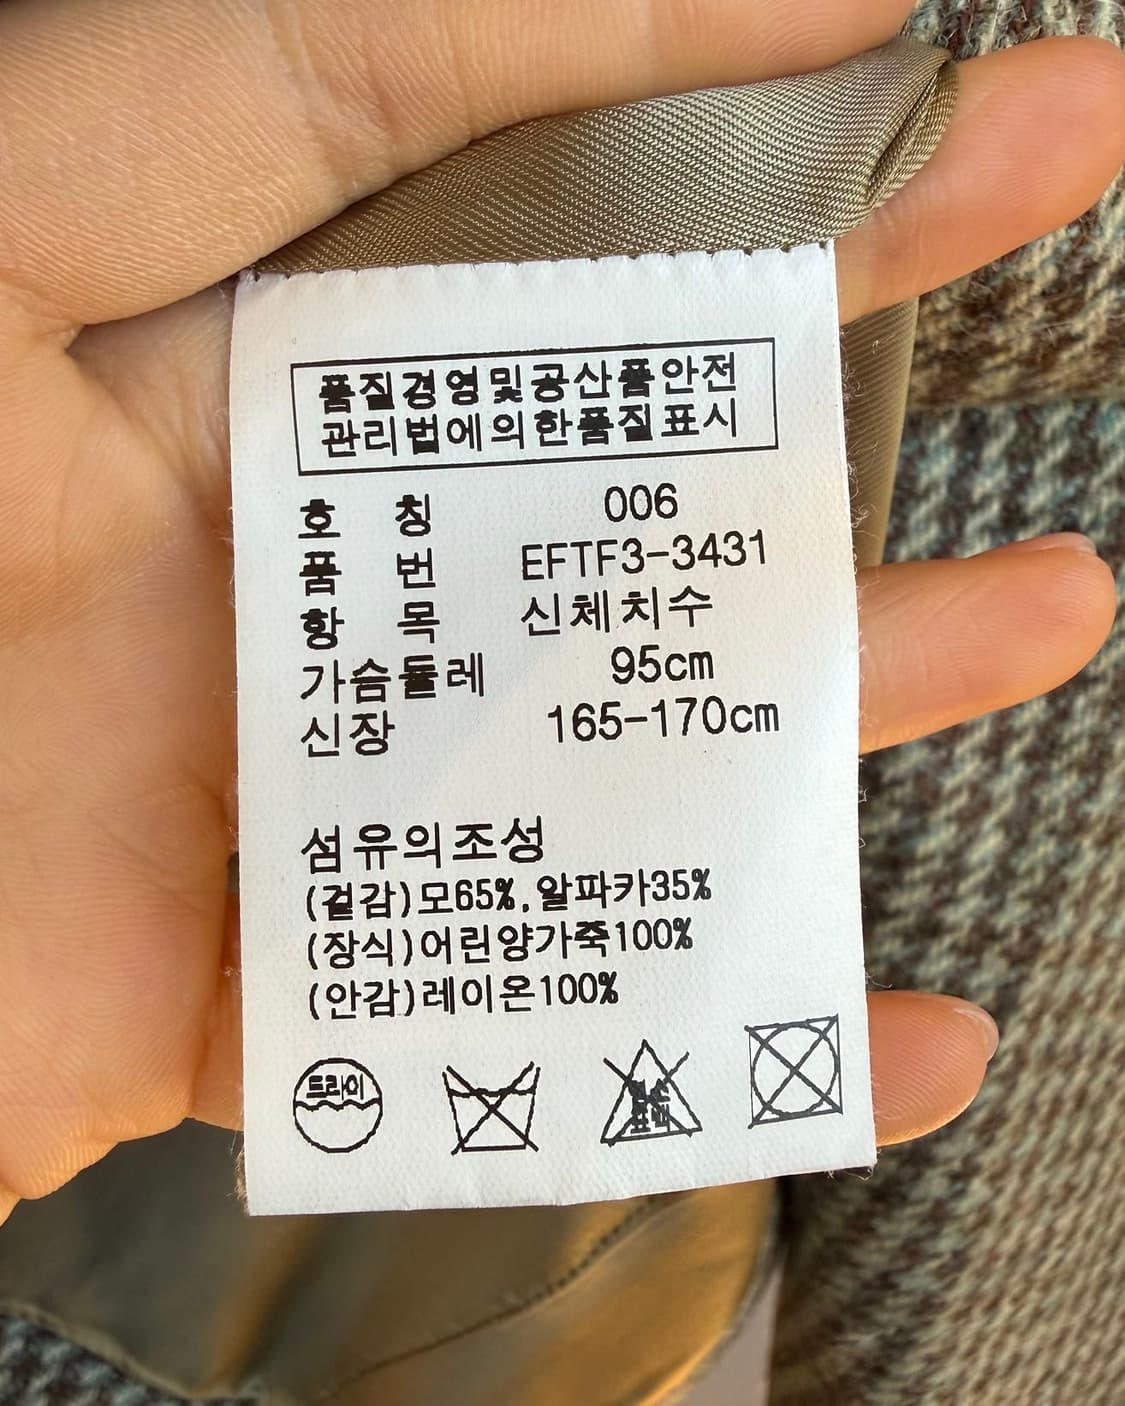 품질경영및공산품안전
관리법에의한품질표시
호 칭 006
품 번 EFTF3-3431
항 목 신체치수
가슴둘레 95cm
신장 165-170cm
섬유의조성
(겉감)모65%,알파카35%
(장식)어린양가죽100%
(안감)레이온100%
드라이